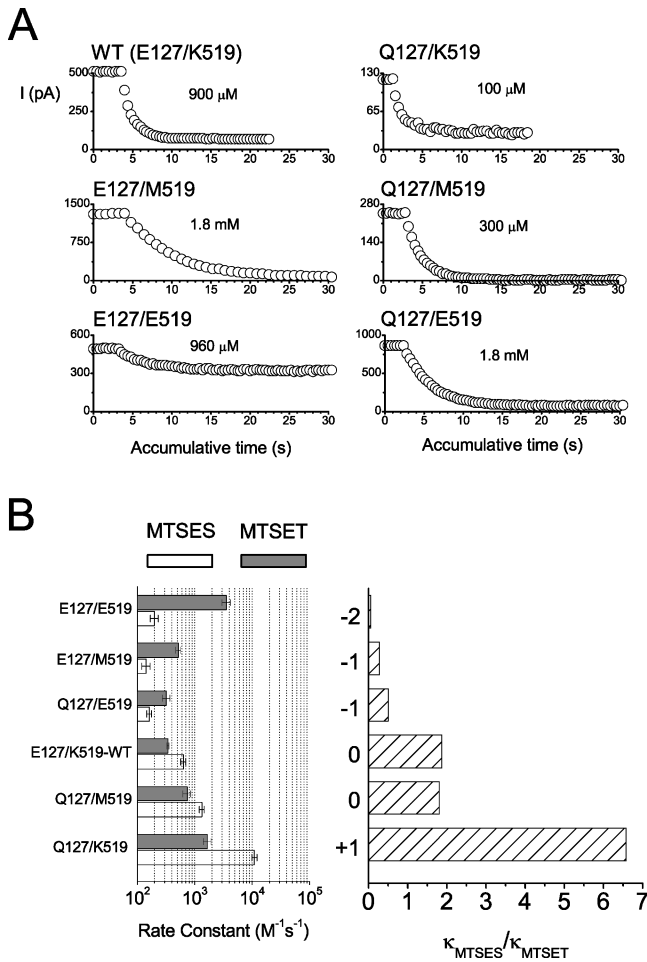 A
WT (E127/K519)
I (pA)
500
250
0
900 μM
0 5 10 15 20 25 30
Q127/K519
130
65
0
100 μM
0 5 10 15 20 25 30
E127/M519
1500
750
0
1.8 mM
0 5 10 15 20 25 30
Q127/M519
280
140
0
300 μM
0 5 10 15 20 25 30
E127/E519
600
300
0
960 μM
0 5 10 15 20 25 30
Accumulative time (s)
Q127/E519
1000
500
0
1.8 mM
0 5 10 15 20 25 30
Accumulative time (s)
B
MTSES MTSET
E127/E519
E127/M519
Q127/E519
E127/K519-WT
Q127/M519
Q127/K519
10² 10³ 10⁴ 10⁵
Rate Constant (M⁻¹s⁻¹)
-2
-1
-1
0
0
+1
0 1 2 3 4 5 6 7
κMTSES/κMTSET